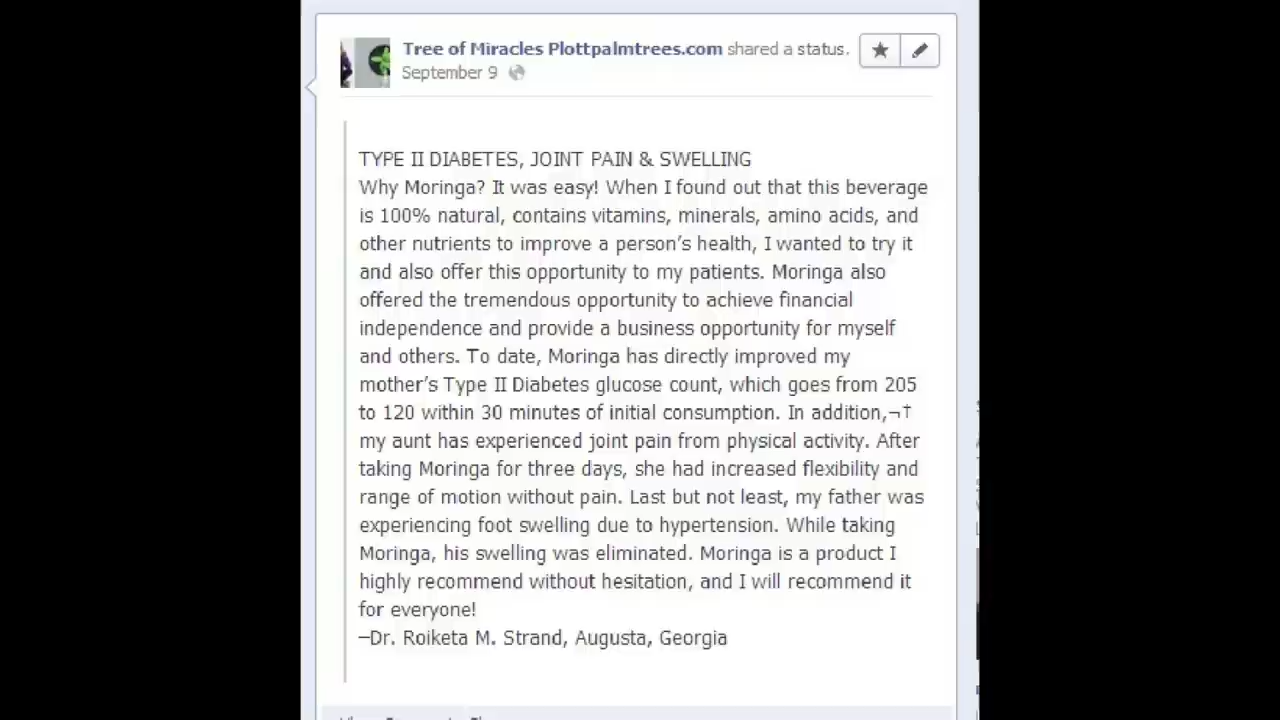 Tree of Miracles Plottpalmtrees.com shared a status.
September 9
TYPE II DIABETES, JOINT PAIN & SWELLING
Why Moringa? It was easy! When I found out that this beverage
is 100% natural, contains vitamins, minerals, amino acids, and
other nutrients to improve a person’s health, I wanted to try it
and also offer this opportunity to my patients. Moringa also
offered the tremendous opportunity to achieve financial
independence and provide a business opportunity for myself
and others. To date, Moringa has directly improved my
mother’s Type II Diabetes glucose count, which goes from 205
to 120 within 30 minutes of initial consumption. In addition,¬†
my aunt has experienced joint pain from physical activity. After
taking Moringa for three days, she had increased flexibility and
range of motion without pain. Last but not least, my father was
experiencing foot swelling due to hypertension. While taking
Moringa, his swelling was eliminated. Moringa is a product I
highly recommend without hesitation, and I will recommend it
for everyone!
–Dr. Roiketa M. Strand, Augusta, Georgia